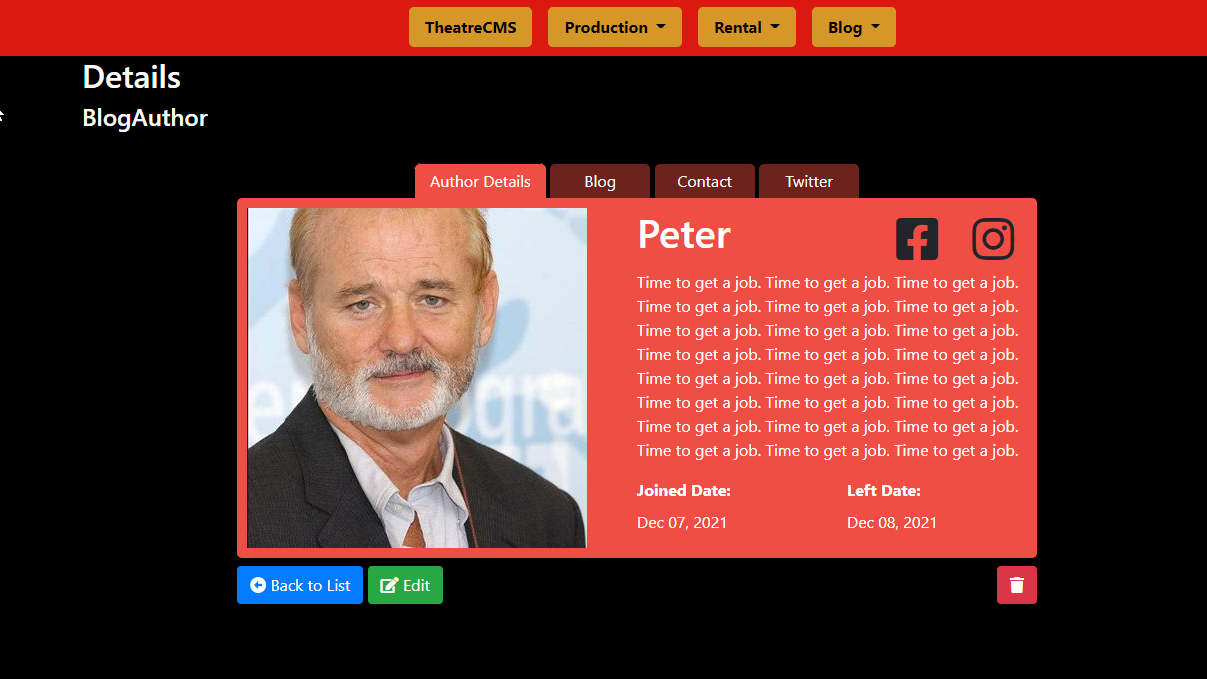 TheatreCMS Production Rental Blog
Details
BlogAuthor
Author Details Blog Contact Twitter
Peter
Time to get a job. Time to get a job. Time to get a job.
Time to get a job. Time to get a job. Time to get a job.
Time to get a job. Time to get a job. Time to get a job.
Time to get a job. Time to get a job. Time to get a job.
Time to get a job. Time to get a job. Time to get a job.
Time to get a job. Time to get a job. Time to get a job.
Time to get a job. Time to get a job. Time to get a job.
Time to get a job. Time to get a job. Time to get a job.
Joined Date: Left Date:
Dec 07, 2021 Dec 08, 2021
Back to List Edit